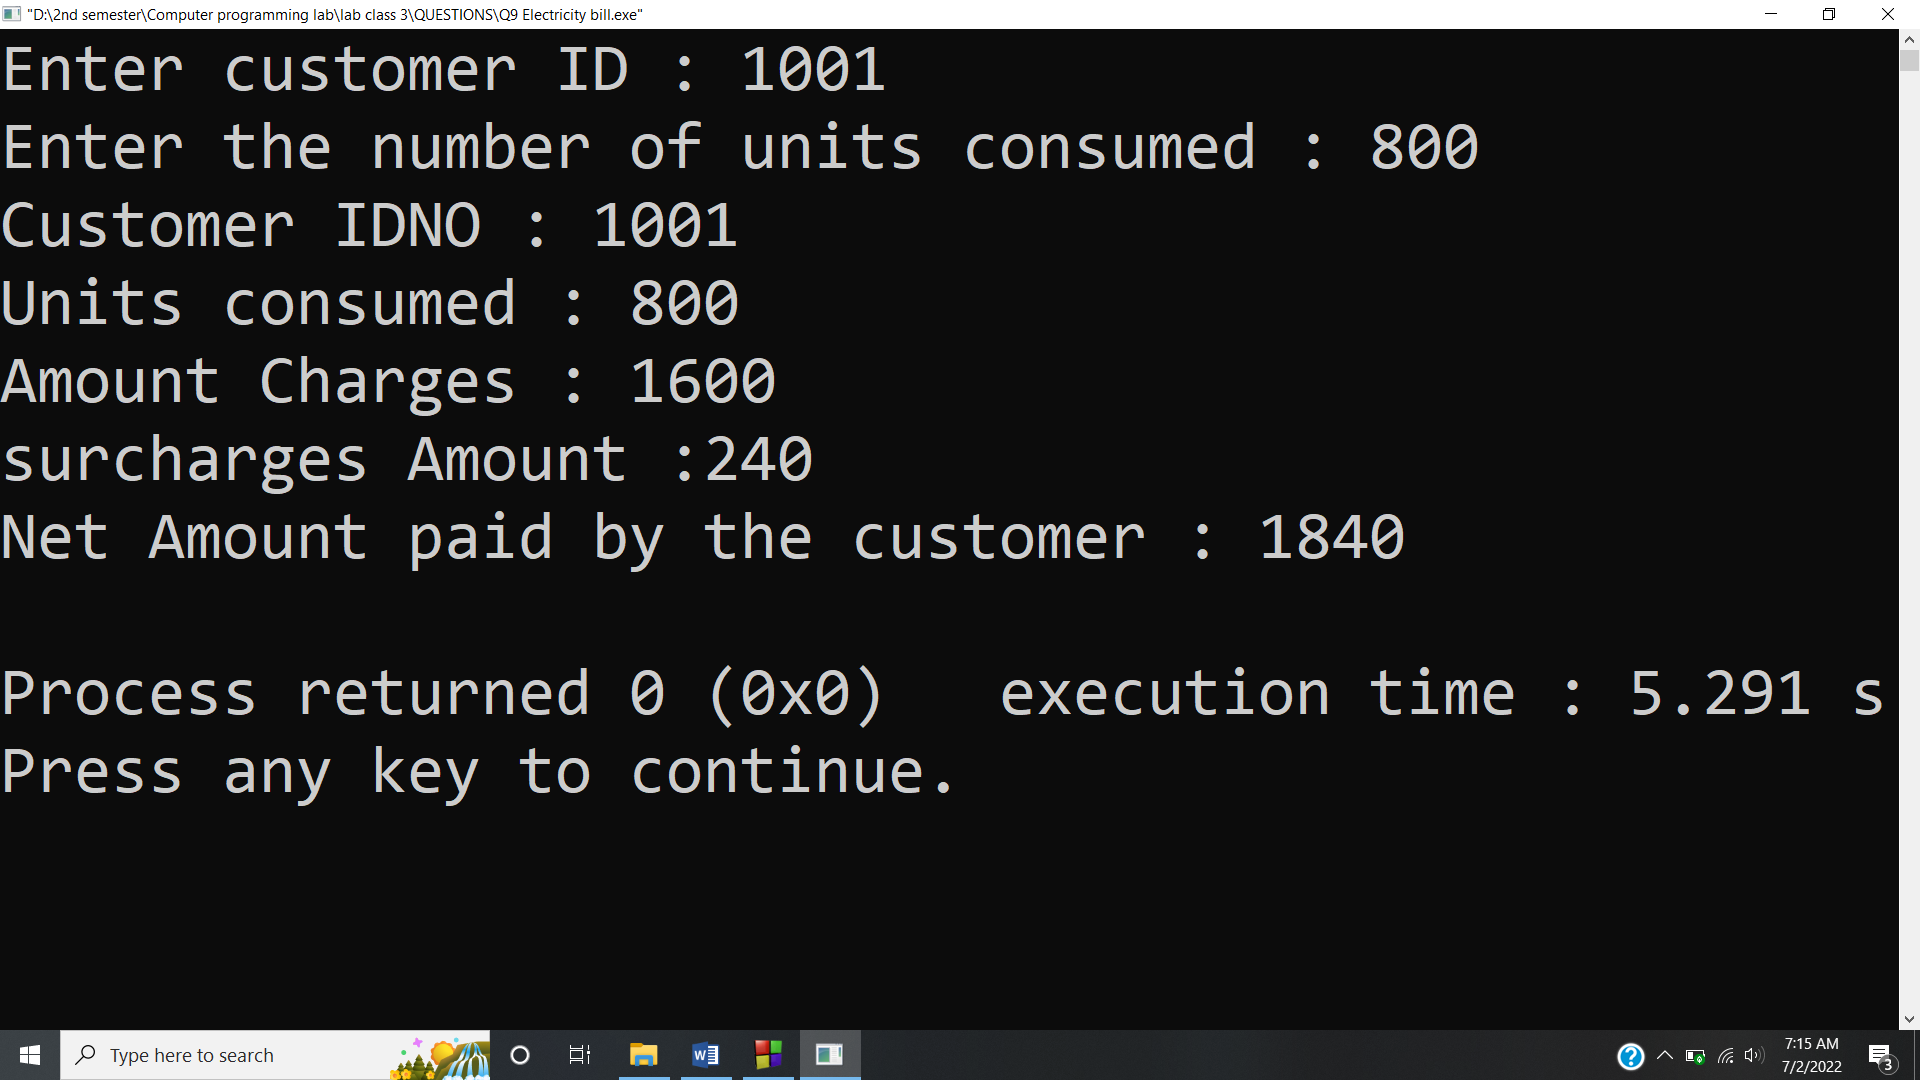 "D:\2nd semester\Computer programming lab\lab class 3\QUESTIONS\Q9 Electricity bill.exe"
Enter customer ID : 1001
Enter the number of units consumed : 800
Customer IDNO : 1001
Units consumed : 800
Amount Charges : 1600
surcharges Amount :240
Net Amount paid by the customer : 1840
Process returned 0 (0x0)   execution time : 5.291 s
Press any key to continue.
Type here to search
7:15 AM
7/2/2022
3